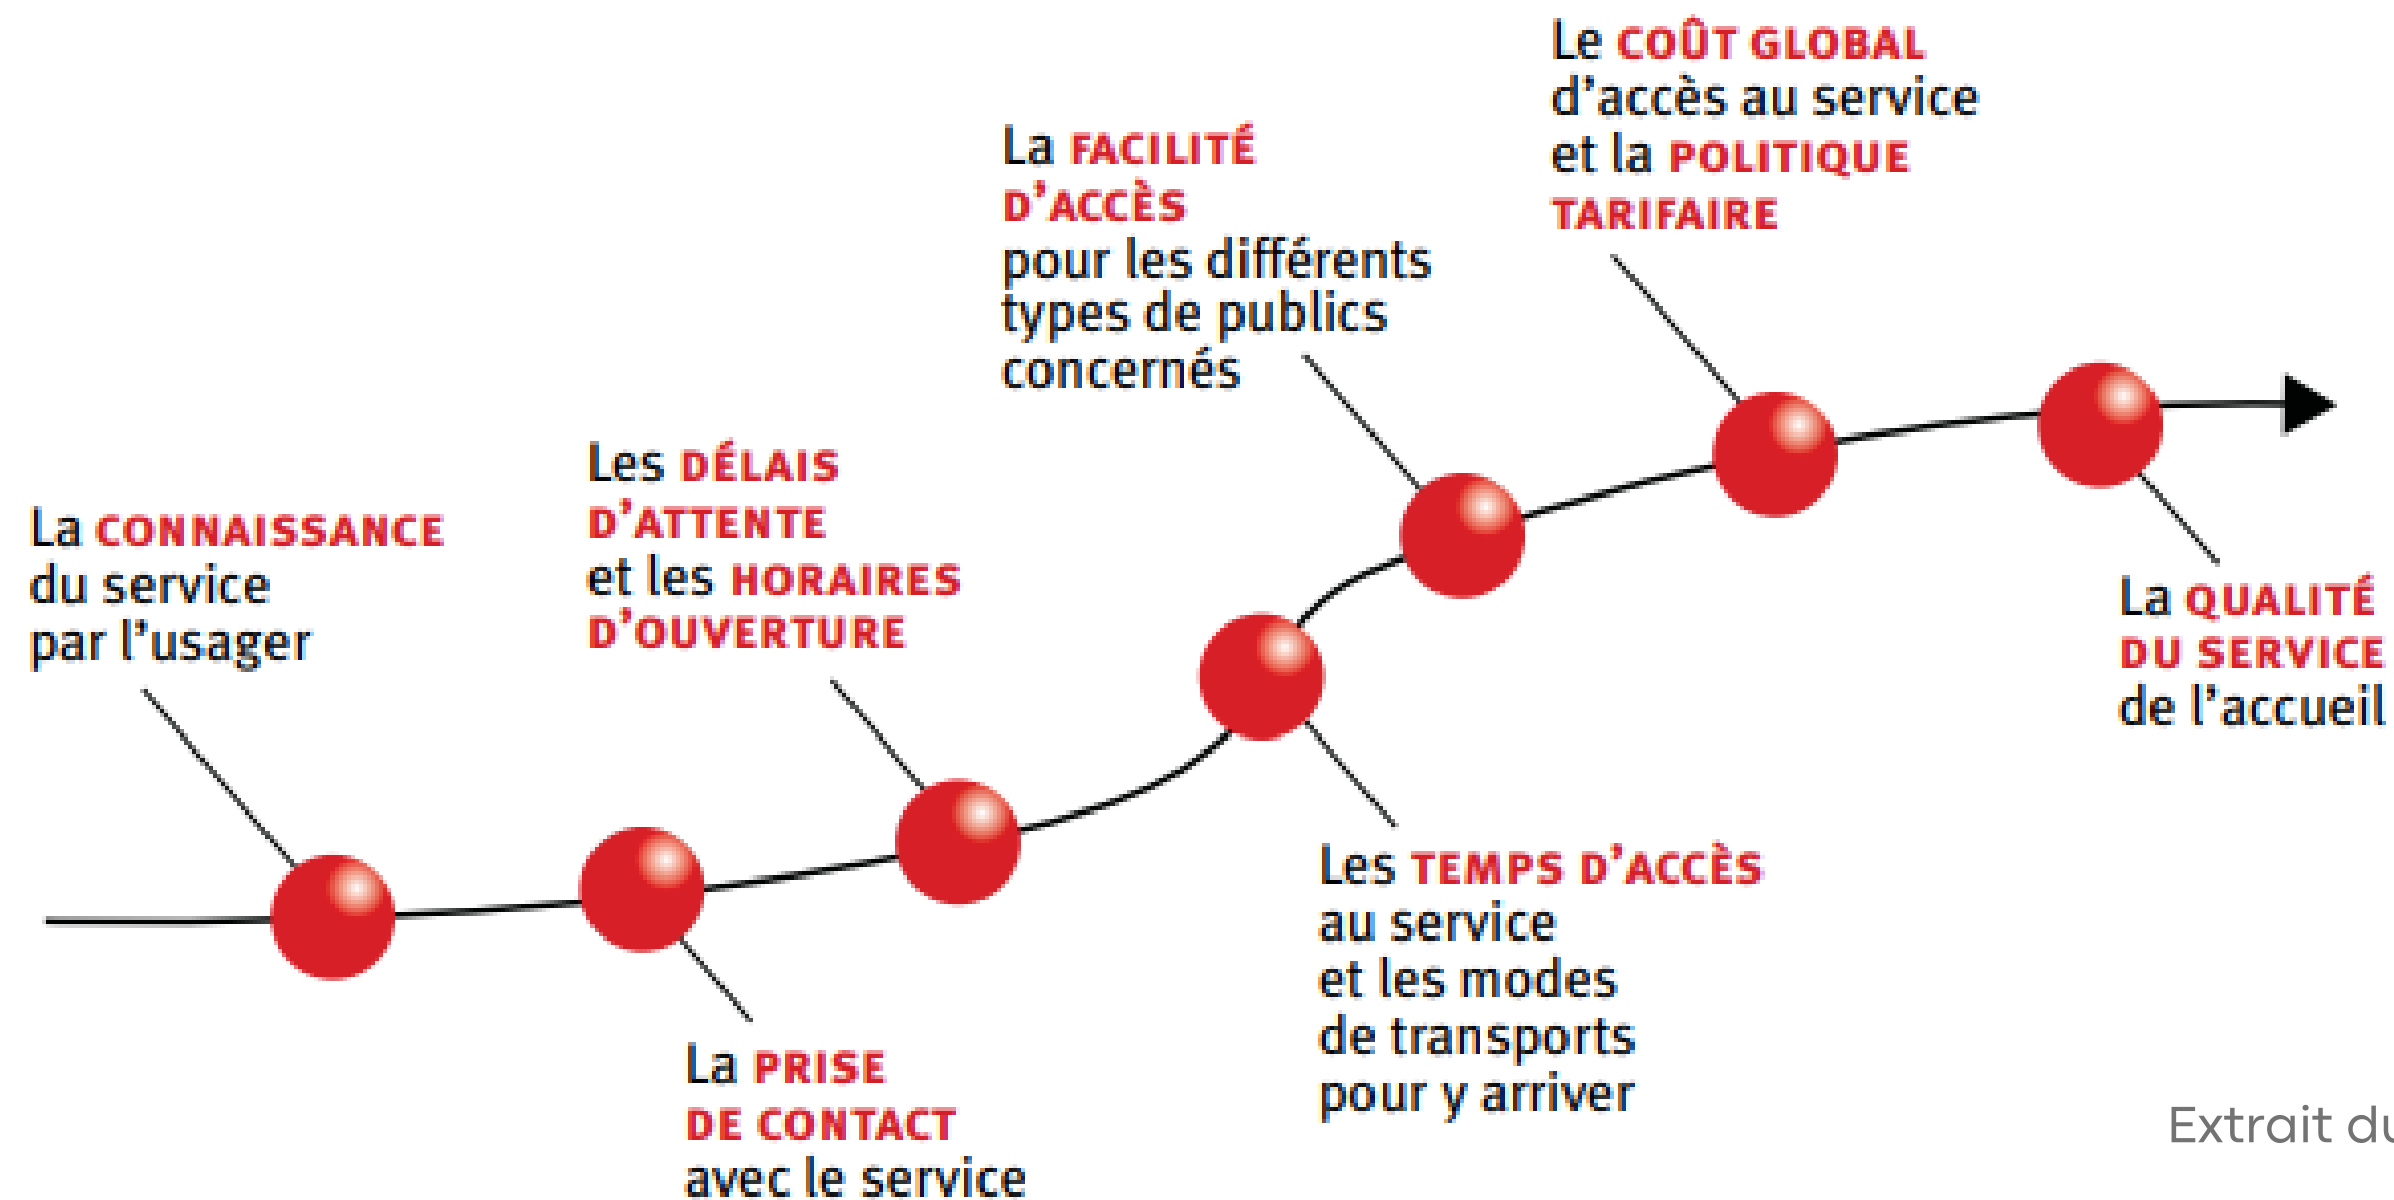 La CONNAISSANCE
du service
par l'usager
La PRISE
DE CONTACT
avec le service
Les DÉLAIS
D'ATTENTE
et les HORAIRES
D'OUVERTURE
Les TEMPS D'ACCÈS
au service
et les modes
de transports
pour y arriver
La FACILITÉ
D'ACCÈS
pour les différents
types de publics
concernés
Le COÛT GLOBAL
d'accès au service
et la POLITIQUE
TARIFAIRE
La QUALITÉ
DU SERVICE
de l'accueil
Extrait du